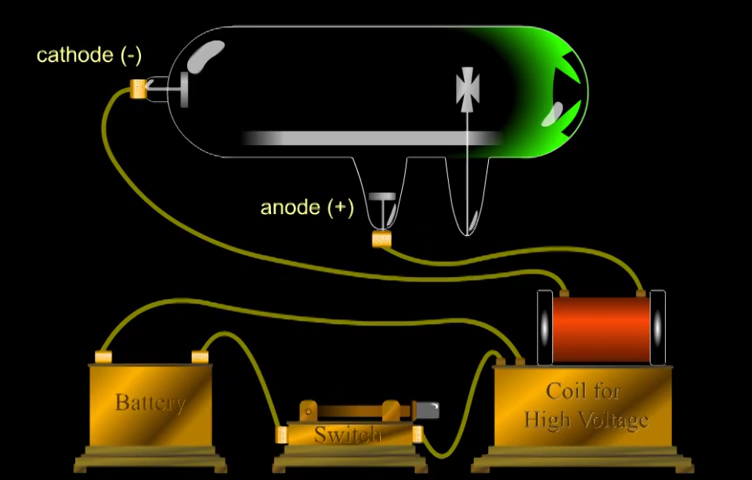 cathode (-)
anode (+)
Battery
Switch
Coil for
High Voltage